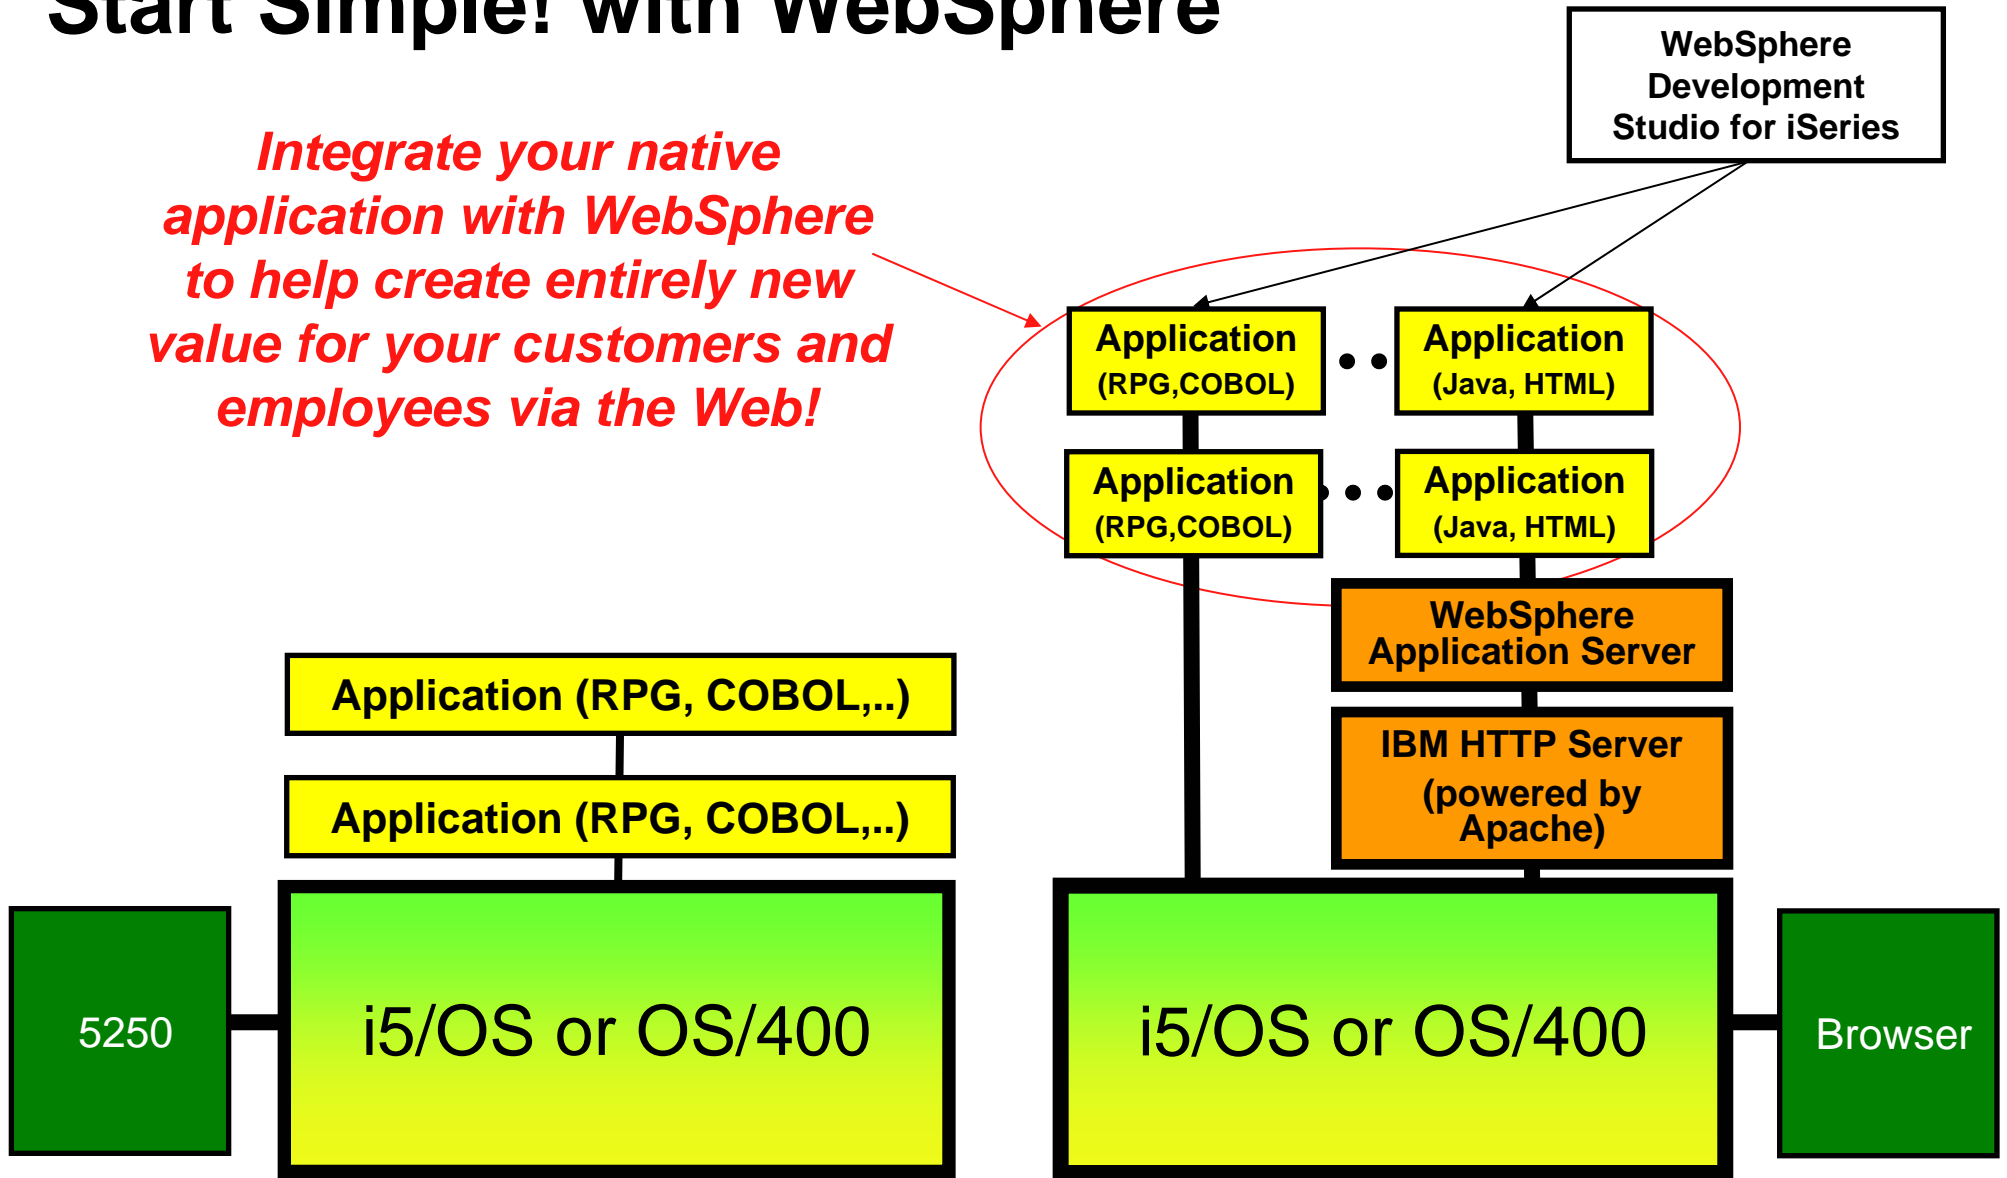 Start Simple! with WebSphere
WebSphere
Development
Studio for iSeries
Integrate your native
application with WebSphere
to help create entirely new
value for your customers and
employees via the Web!
Application
(RPG,COBOL)
Application
(Java, HTML)
Application
(RPG,COBOL)
Application
(Java, HTML)
WebSphere
Application Server
IBM HTTP Server
(powered by
Apache)
Application (RPG, COBOL,..)
Application (RPG, COBOL,..)
5250
i5/OS or OS/400
i5/OS or OS/400
Browser